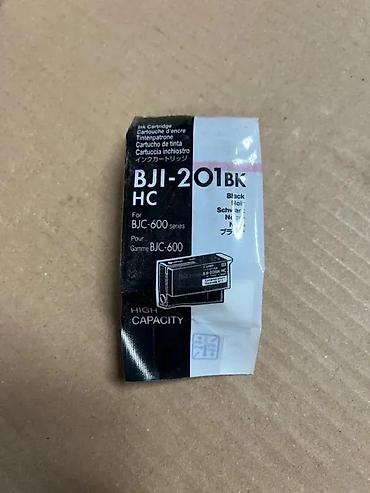 Ink Cartridge
Cartouche d'encre
Tintenpatrone
Cartucho de tinta
Cartuccia inchiostro
インクカートリッジ
BJI-201BK
HC
Black
Noir
Schwarz
For
BJC-600 series
Pour
Gamme BJC-600
HIGH
CAPACITY